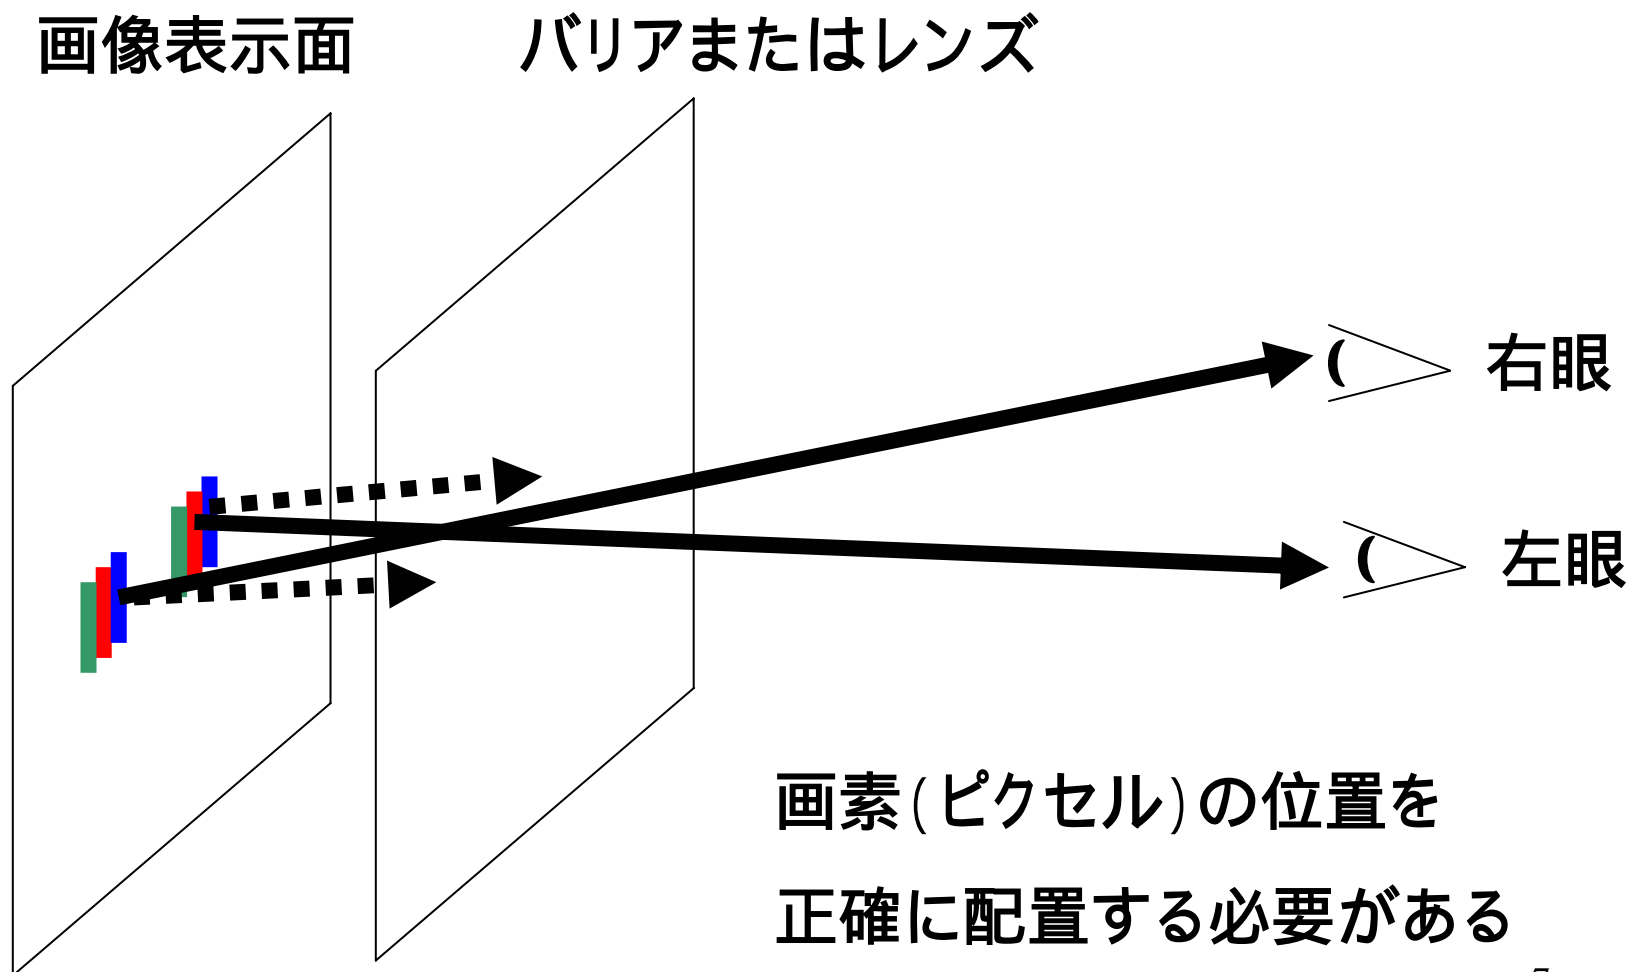 画像表示面
バリアまたはレンズ
右眼
左眼
画素(ピクセル)の位置を
正確に配置する必要がある